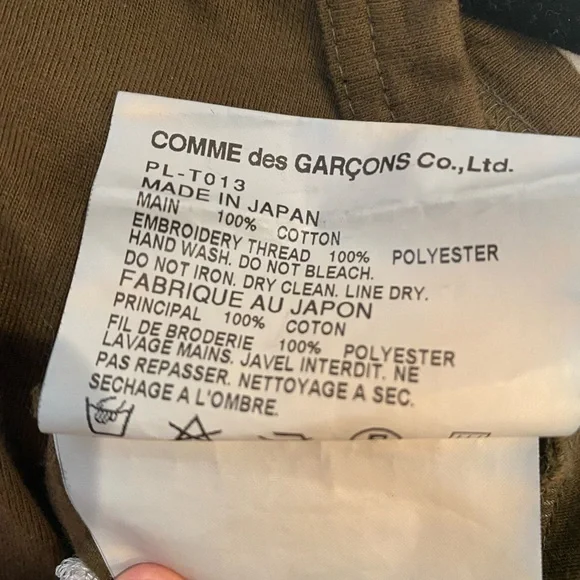 COMME des GARÇONS Co.,Ltd.
PL-T013
MADE IN JAPAN
MAIN 100% COTTON
EMBROIDERY THREAD 100% POLYESTER
HAND WASH. DO NOT BLEACH.
DO NOT IRON. DRY CLEAN. LINE DRY.
FABRIQUE AU JAPON
PRINCIPAL 100% COTON
FIL DE BRODERIE 100% POLYESTER
LAVAGE MAINS. JAVEL INTERDIT. NE
PAS REPASSER. NETTOYAGE A SEC.
SECHAGE A L'OMBRE.